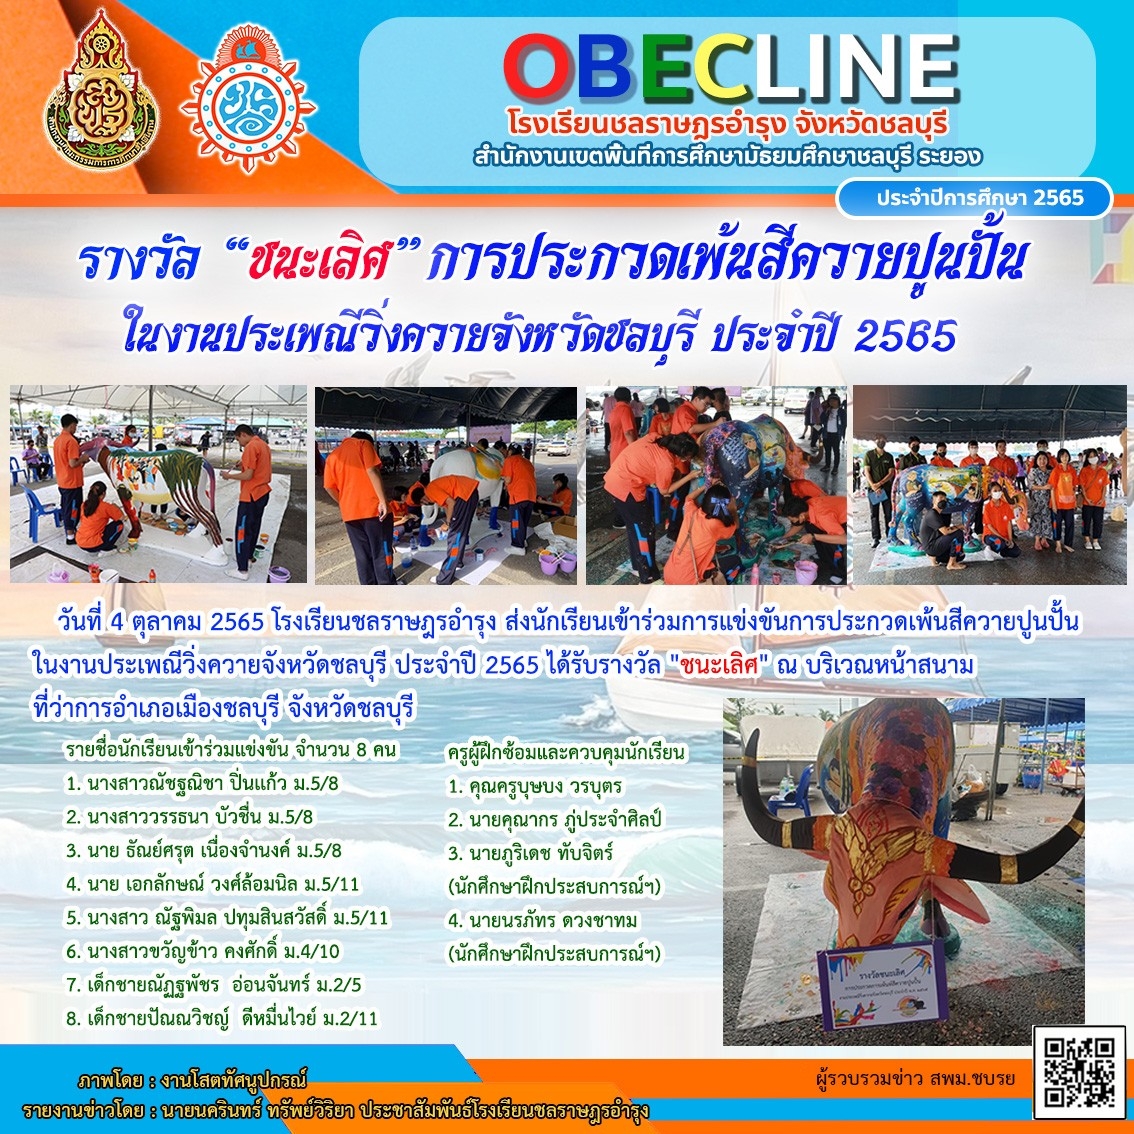 OBECLINE
โรงเรียนชลราษฎรอำรุง จังหวัดชลบุรี
สำนักงานเขตพื้นที่การศึกษามัธยมศึกษาชลบุรี ระยอง
ประจำปีการศึกษา 2565
รางวัล “ชนะเลิศ” การประกวดเพ้นสีควายปูนปั้น
ในงานประเพณีวิ่งควายจังหวัดชลบุรี ประจำปี 2565
วันที่ 4 ตุลาคม 2565 โรงเรียนชลราษฎรอำรุง ส่งนักเรียนเข้าร่วมการแข่งขันการประกวดเพ้นสีควายปูนปั้น
ในงานประเพณีวิ่งควายจังหวัดชลบุรี ประจำปี 2565 ได้รับรางวัล "ชนะเลิศ" ณ บริเวณหน้าสนาม
ที่ว่าการอำเภอเมืองชลบุรี จังหวัดชลบุรี
รายชื่อนักเรียนเข้าร่วมแข่งขัน จำนวน 8 คน
1. นางสาวณัชฐณิชา ปิ่นแก้ว ม.5/8
2. นางสาววรรธนา บัวชื่น ม.5/8
3. นาย ธัณย์ศรุต เนื่องจำนงค์ ม.5/8
4. นาย เอกลักษณ์ วงศ์ล้อมนิล ม.5/11
5. นางสาว ณัฐพิมล ปทุมสินสวัสดิ์ ม.5/11
6. นางสาวขวัญข้าว คงศักดิ์ ม.4/10
7. เด็กชายณัฏฐพัชร อ่อนจันทร์ ม.2/5
8. เด็กชายปัณณวิชญ์ ดีหมื่นไวย์ ม.2/11
ครูผู้ฝึกซ้อมและควบคุมนักเรียน
1. คุณครูบุษบง วรบุตร
2. นายคุณากร ภู่ประจำศิลป์
3. นายภูริเดช ทับจิตร์
(นักศึกษาฝึกประสบการณ์ฯ)
4. นายนรภัทร ดวงชาทม
(นักศึกษาฝึกประสบการณ์ฯ)
รางวัลชนะเลิศ
ภาพโดย : งานโสตทัศนูปกรณ์
รายงานข่าวโดย : นายนครินทร์ ทรัพย์วิริยา ประชาสัมพันธ์โรงเรียนชลราษฎรอำรุง
ผู้รวบรวมข่าว สพม.ชบรย